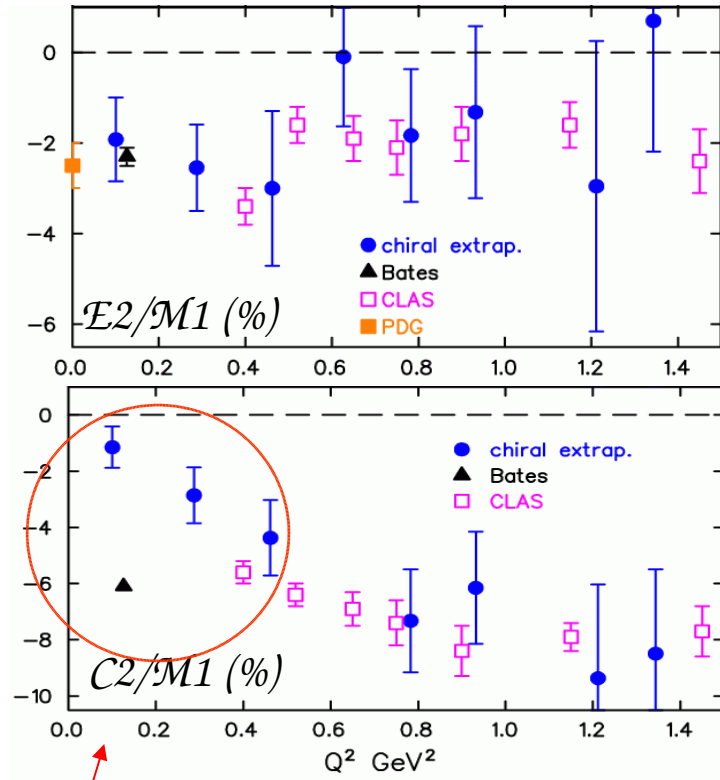 0
−2
−4
−6
chiral extrap.
Bates
CLAS
PDG
E2/M1 (%)
0.0 0.2 0.4 0.6 0.8 1.0 1.2 1.4
0
−2
−4
−6
−8
−10
chiral extrap.
Bates
CLAS
C2/M1 (%)
0.0 0.2 0.4 0.6 0.8 1.0 1.2 1.4
Q² GeV²